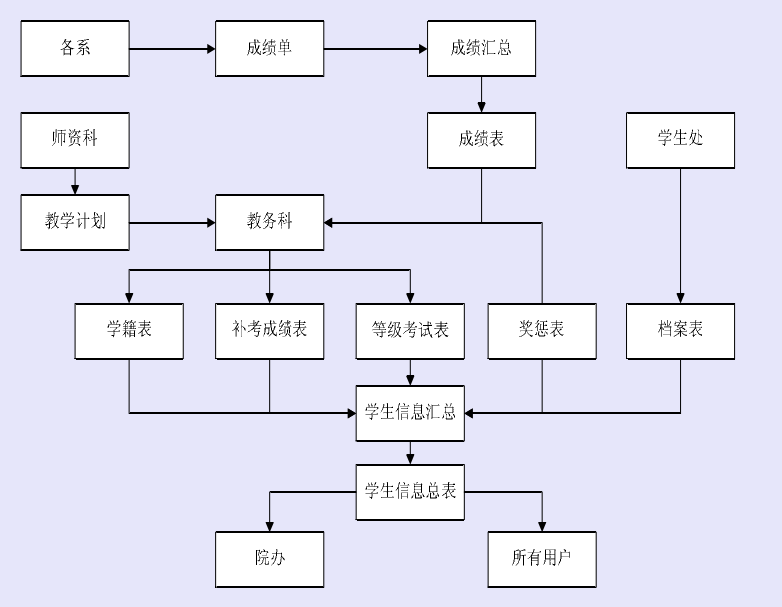 各系
成绩单
成绩汇总
师资科
成绩表
学生处
教学计划
教务科
学籍表
补考成绩表
等级考试表
奖惩表
档案表
学生信息汇总
学生信息总表
院办
所有用户